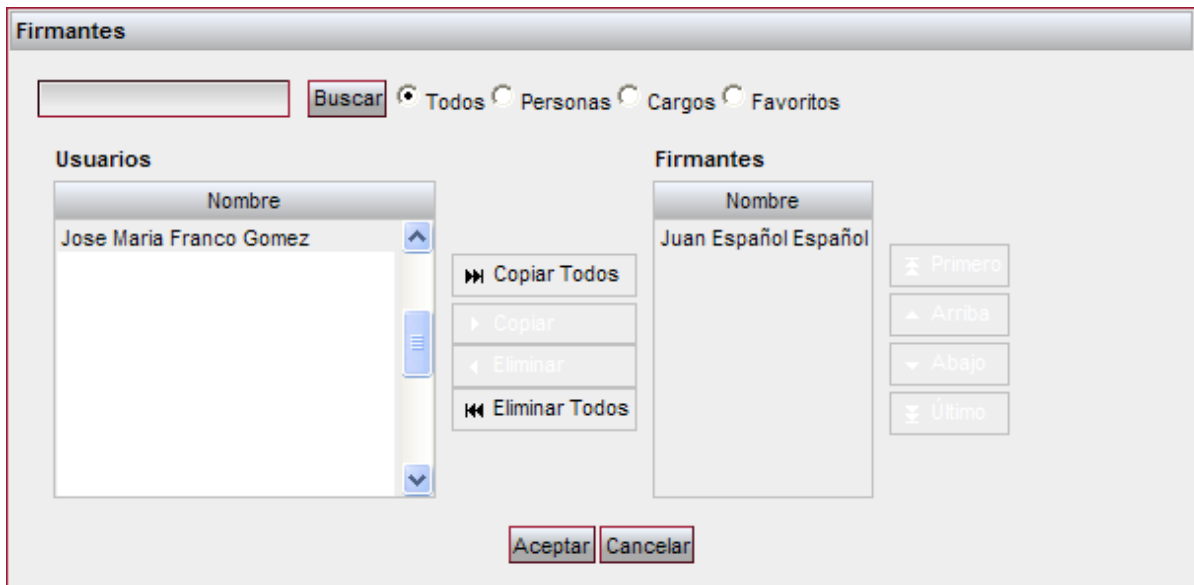 Firmantes
Buscar Todos Personas Cargos Favoritos
Usuarios Firmantes
Nombre Nombre
Jose Maria Franco Gomez Juan Español Español
Primero
Copiar Todos
Arriba
Copiar
Abajo
Eliminar
Último
Eliminar Todos
Aceptar Cancelar